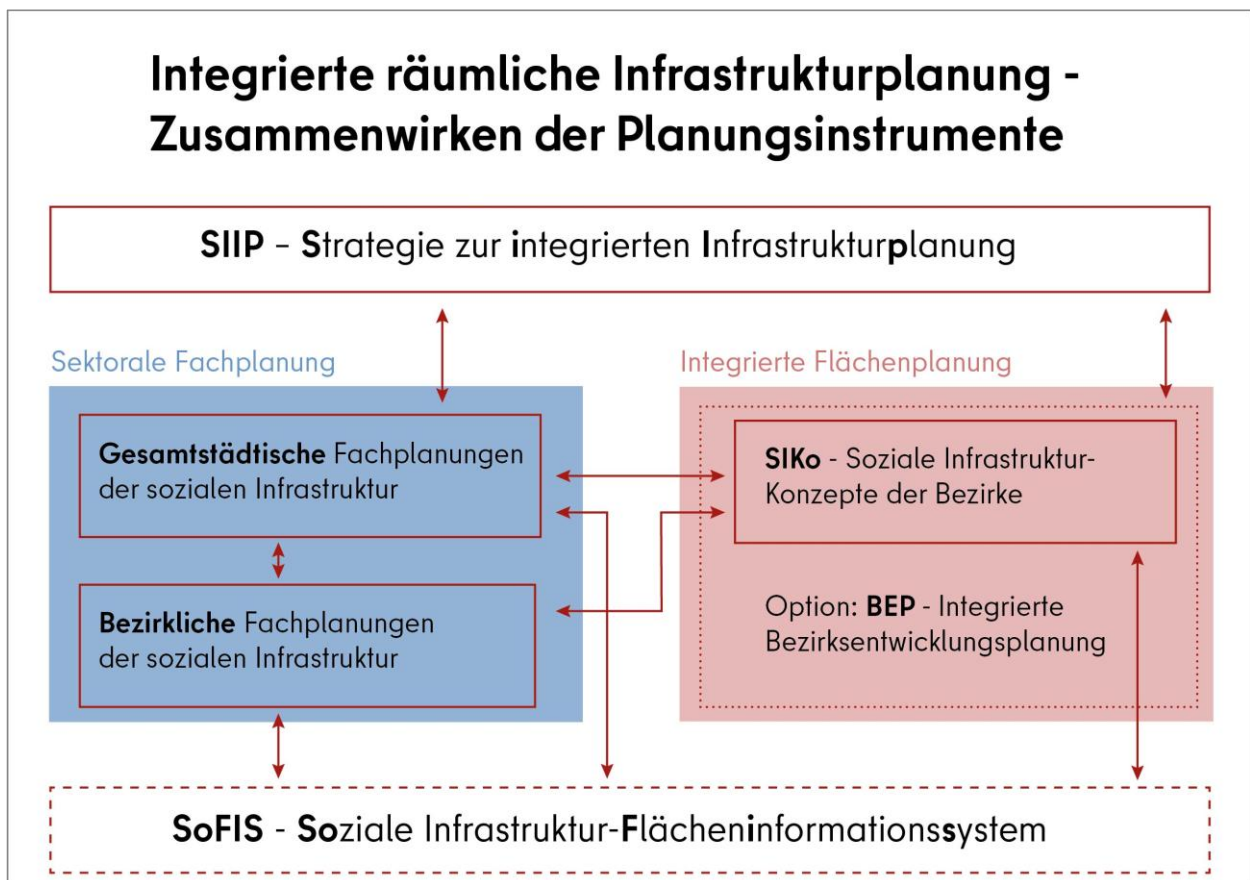 Integrierte räumliche Infrastrukturplanung -
Zusammenwirken der Planungsinstrumente
SIIP – Strategie zur integrierten Infrastrukturplanung
Sektorale Fachplanung
Gesamtstädtische Fachplanungen
der sozialen Infrastruktur
Bezirkliche Fachplanungen
der sozialen Infrastruktur
Integrierte Flächenplanung
SIKo - Soziale Infrastruktur-
Konzepte der Bezirke
Option: BEP - Integrierte
Bezirksentwicklungsplanung
SoFIS - Soziale Infrastruktur-Flächeninformationssystem